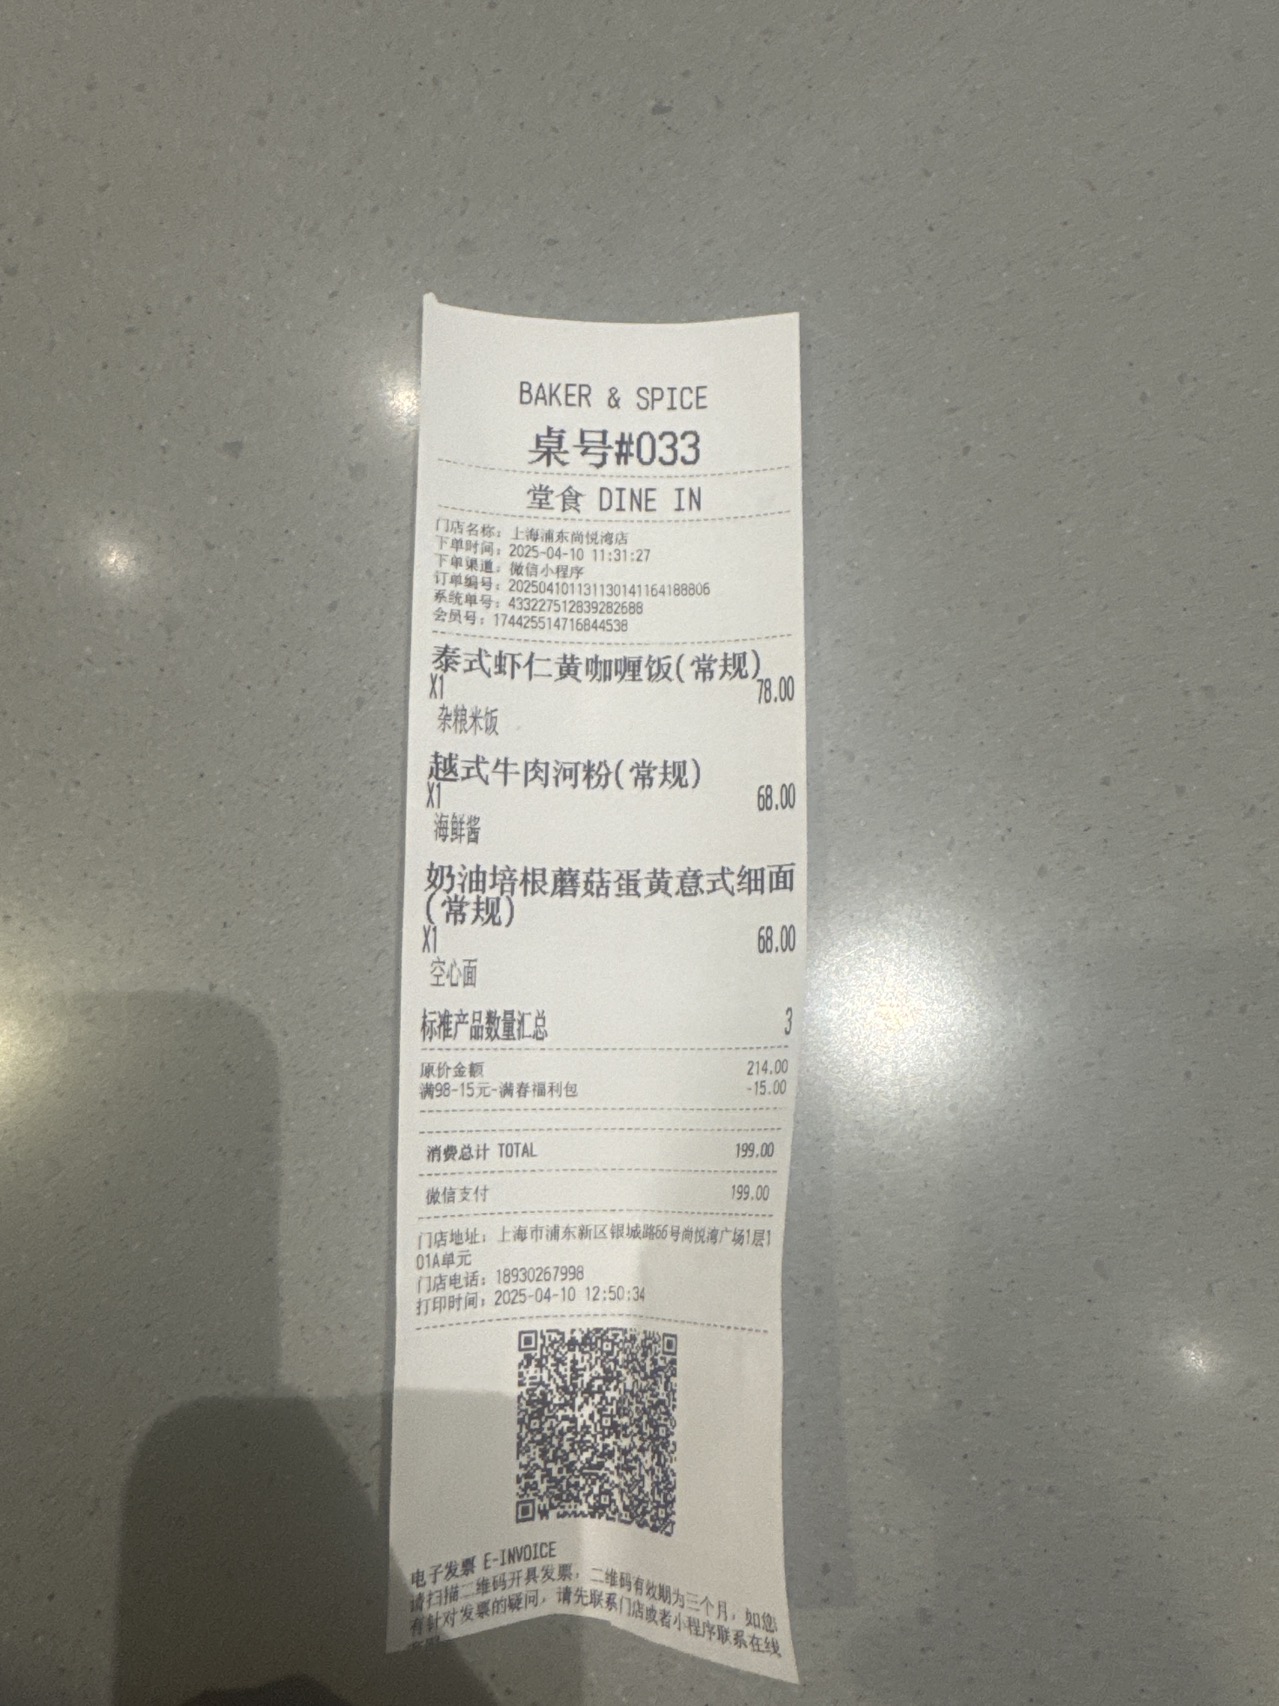 BAKER & SPICE
桌号#033
堂食 DINE IN
门店名称：上海浦东尚悦湾店
下单时间：2025-04-10 11:31:27
下单渠道：微信小程序
订单编号：202504101131130141164188806
系统单号：433227512839282688
会员号：174425514716844538
泰式虾仁黄咖喱饭(常规)
X1 78.00
杂粮米饭
越式牛肉河粉(常规)
X1 68.00
海鲜酱
奶油培根蘑菇蛋黄意式细面
(常规)
X1 68.00
空心面
标准产品数量汇总 3
原价金额 214.00
满98-15元-满春福利包 -15.00
消费总计 TOTAL 199.00
微信支付 199.00
门店地址：上海市浦东新区银城路66号尚悦湾广场1层1
01A单元
门店电话：18930267998
打印时间：2025-04-10 12:50:34
电子发票 E-INVOICE
请扫描二维码开具发票，二维码有效期为三个月，如您
有针对发票的疑问，请先联系门店或者小程序联系在线